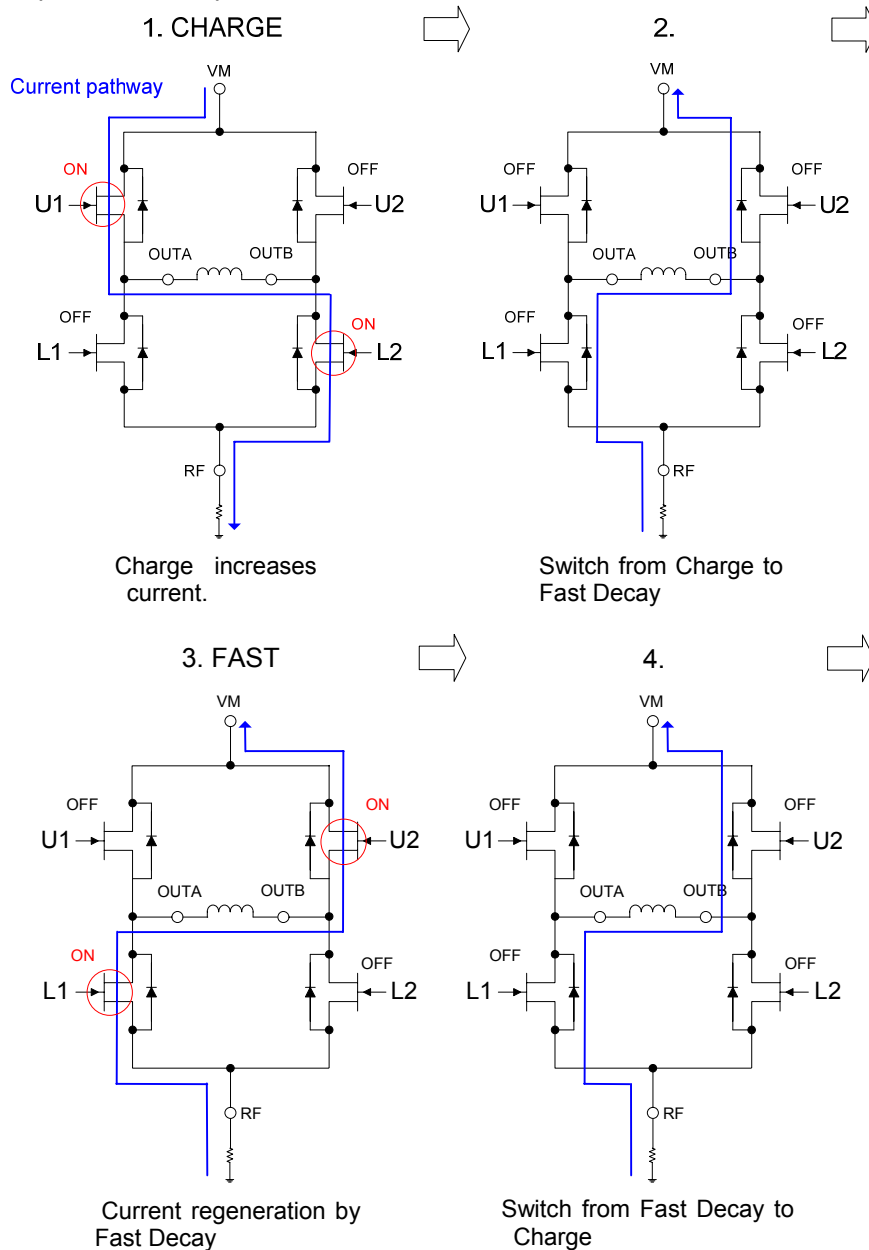 1. CHARGE
2.
Current pathway
VM
VM
ON
OFF
OFF
OFF
U1
U2
U1
U2
OUTA
OUTB
OUTA
OUTB
OFF
ON
OFF
OFF
L1
L2
L1
L2
RF
RF
Charge increases
current.
Switch from Charge to
Fast Decay
3. FAST
4.
VM
VM
OFF
ON
OFF
OFF
U1
U2
U1
U2
OUTA
OUTB
OUTA
OUTB
ON
OFF
OFF
OFF
L1
L2
L1
L2
RF
RF
Current regeneration by
Fast Decay
Switch from Fast Decay to
Charge